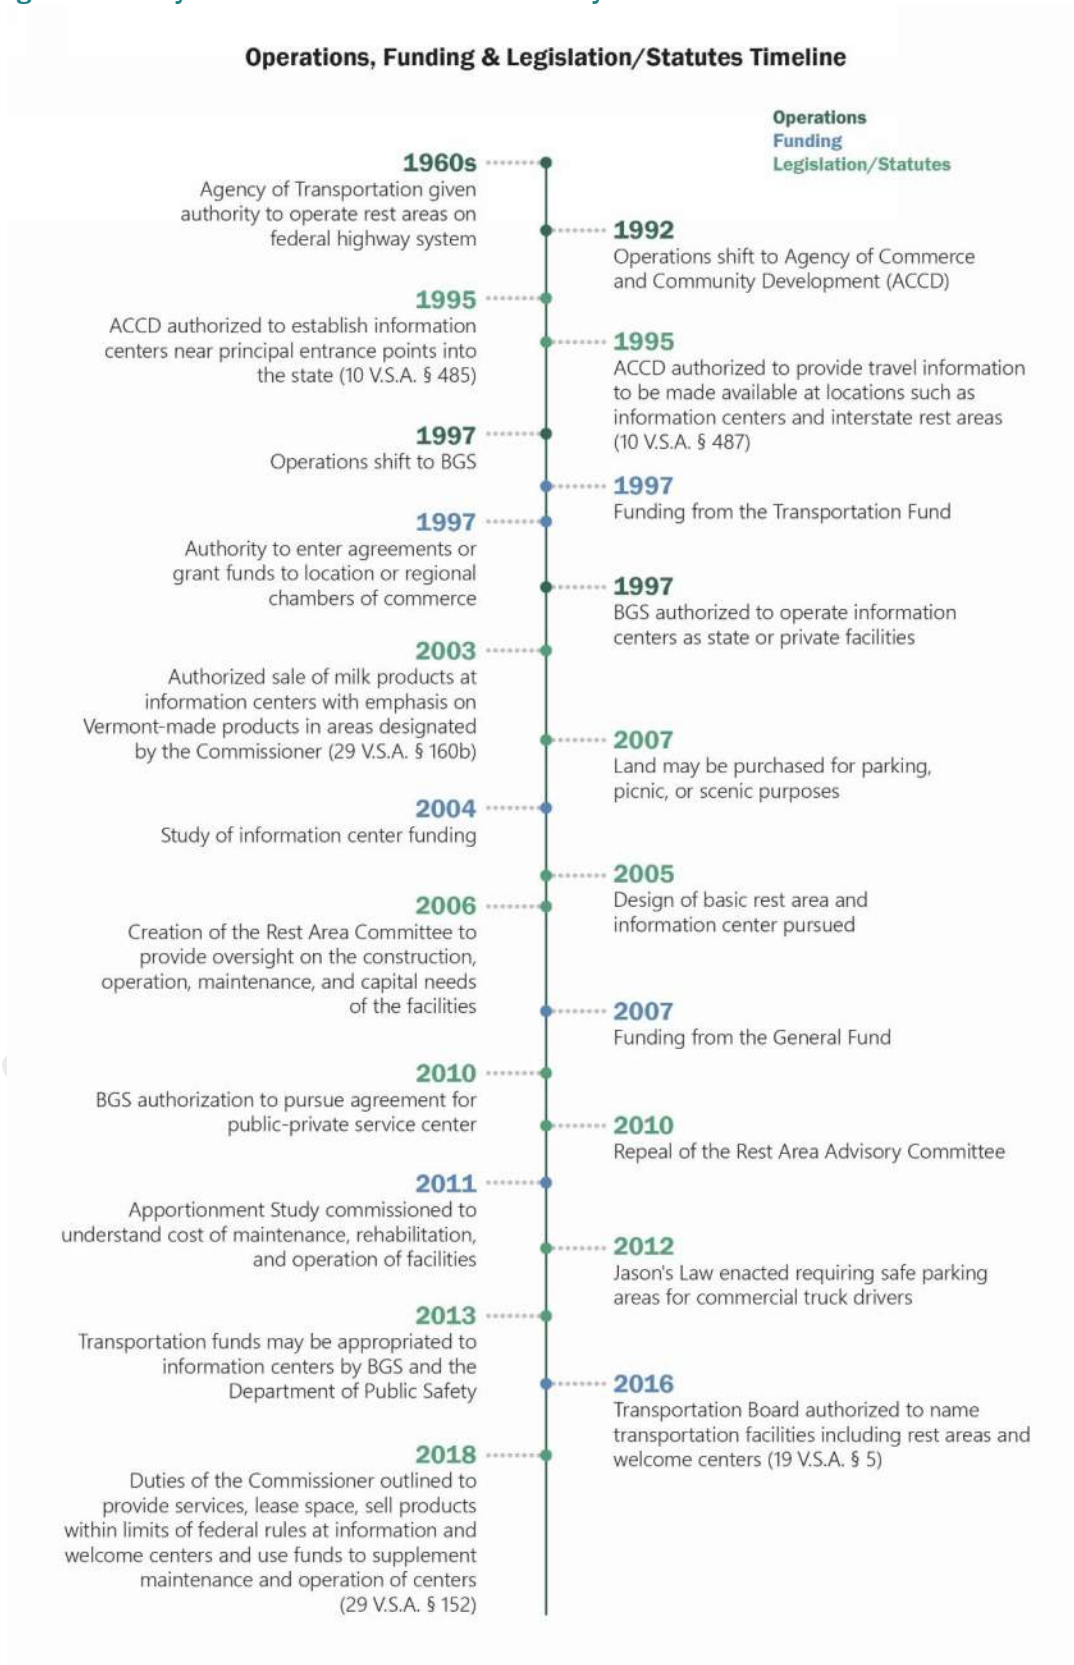 Operations, Funding & Legislation/Statutes Timeline
Operations
Funding
Legislation/Statutes
1960s
Agency of Transportation given
authority to operate rest areas on
federal highway system
1992
Operations shift to Agency of Commerce
and Community Development (ACCD)
1995
ACCD authorized to establish information
centers near principal entrance points into
the state (10 V.S.A. § 485)
1995
ACCD authorized to provide travel information
to be made available at locations such as
information centers and interstate rest areas
(10 V.S.A. § 487)
1997
Operations shift to BGS
1997
Funding from the Transportation Fund
1997
Authority to enter agreements or
grant funds to location or regional
chambers of commerce
1997
BGS authorized to operate information
centers as state or private facilities
2003
Authorized sale of milk products at
information centers with emphasis on
Vermont-made products in areas designated
by the Commissioner (29 V.S.A. § 160b)
2007
Land may be purchased for parking,
picnic, or scenic purposes
2004
Study of information center funding
2005
Design of basic rest area and
information center pursued
2006
Creation of the Rest Area Committee to
provide oversight on the construction,
operation, maintenance, and capital needs
of the facilities
2007
Funding from the General Fund
2010
BGS authorization to pursue agreement for
public-private service center
2010
Repeal of the Rest Area Advisory Committee
2011
Apportionment Study commissioned to
understand cost of maintenance, rehabilitation,
and operation of facilities
2012
Jason's Law enacted requiring safe parking
areas for commercial truck drivers
2013
Transportation funds may be appropriated to
information centers by BGS and the
Department of Public Safety
2016
Transportation Board authorized to name
transportation facilities including rest areas and
welcome centers (19 V.S.A. § 5)
2018
Duties of the Commissioner outlined to
provide services, lease space, sell products
within limits of federal rules at information and
welcome centers and use funds to supplement
maintenance and operation of centers
(29 V.S.A. § 152)